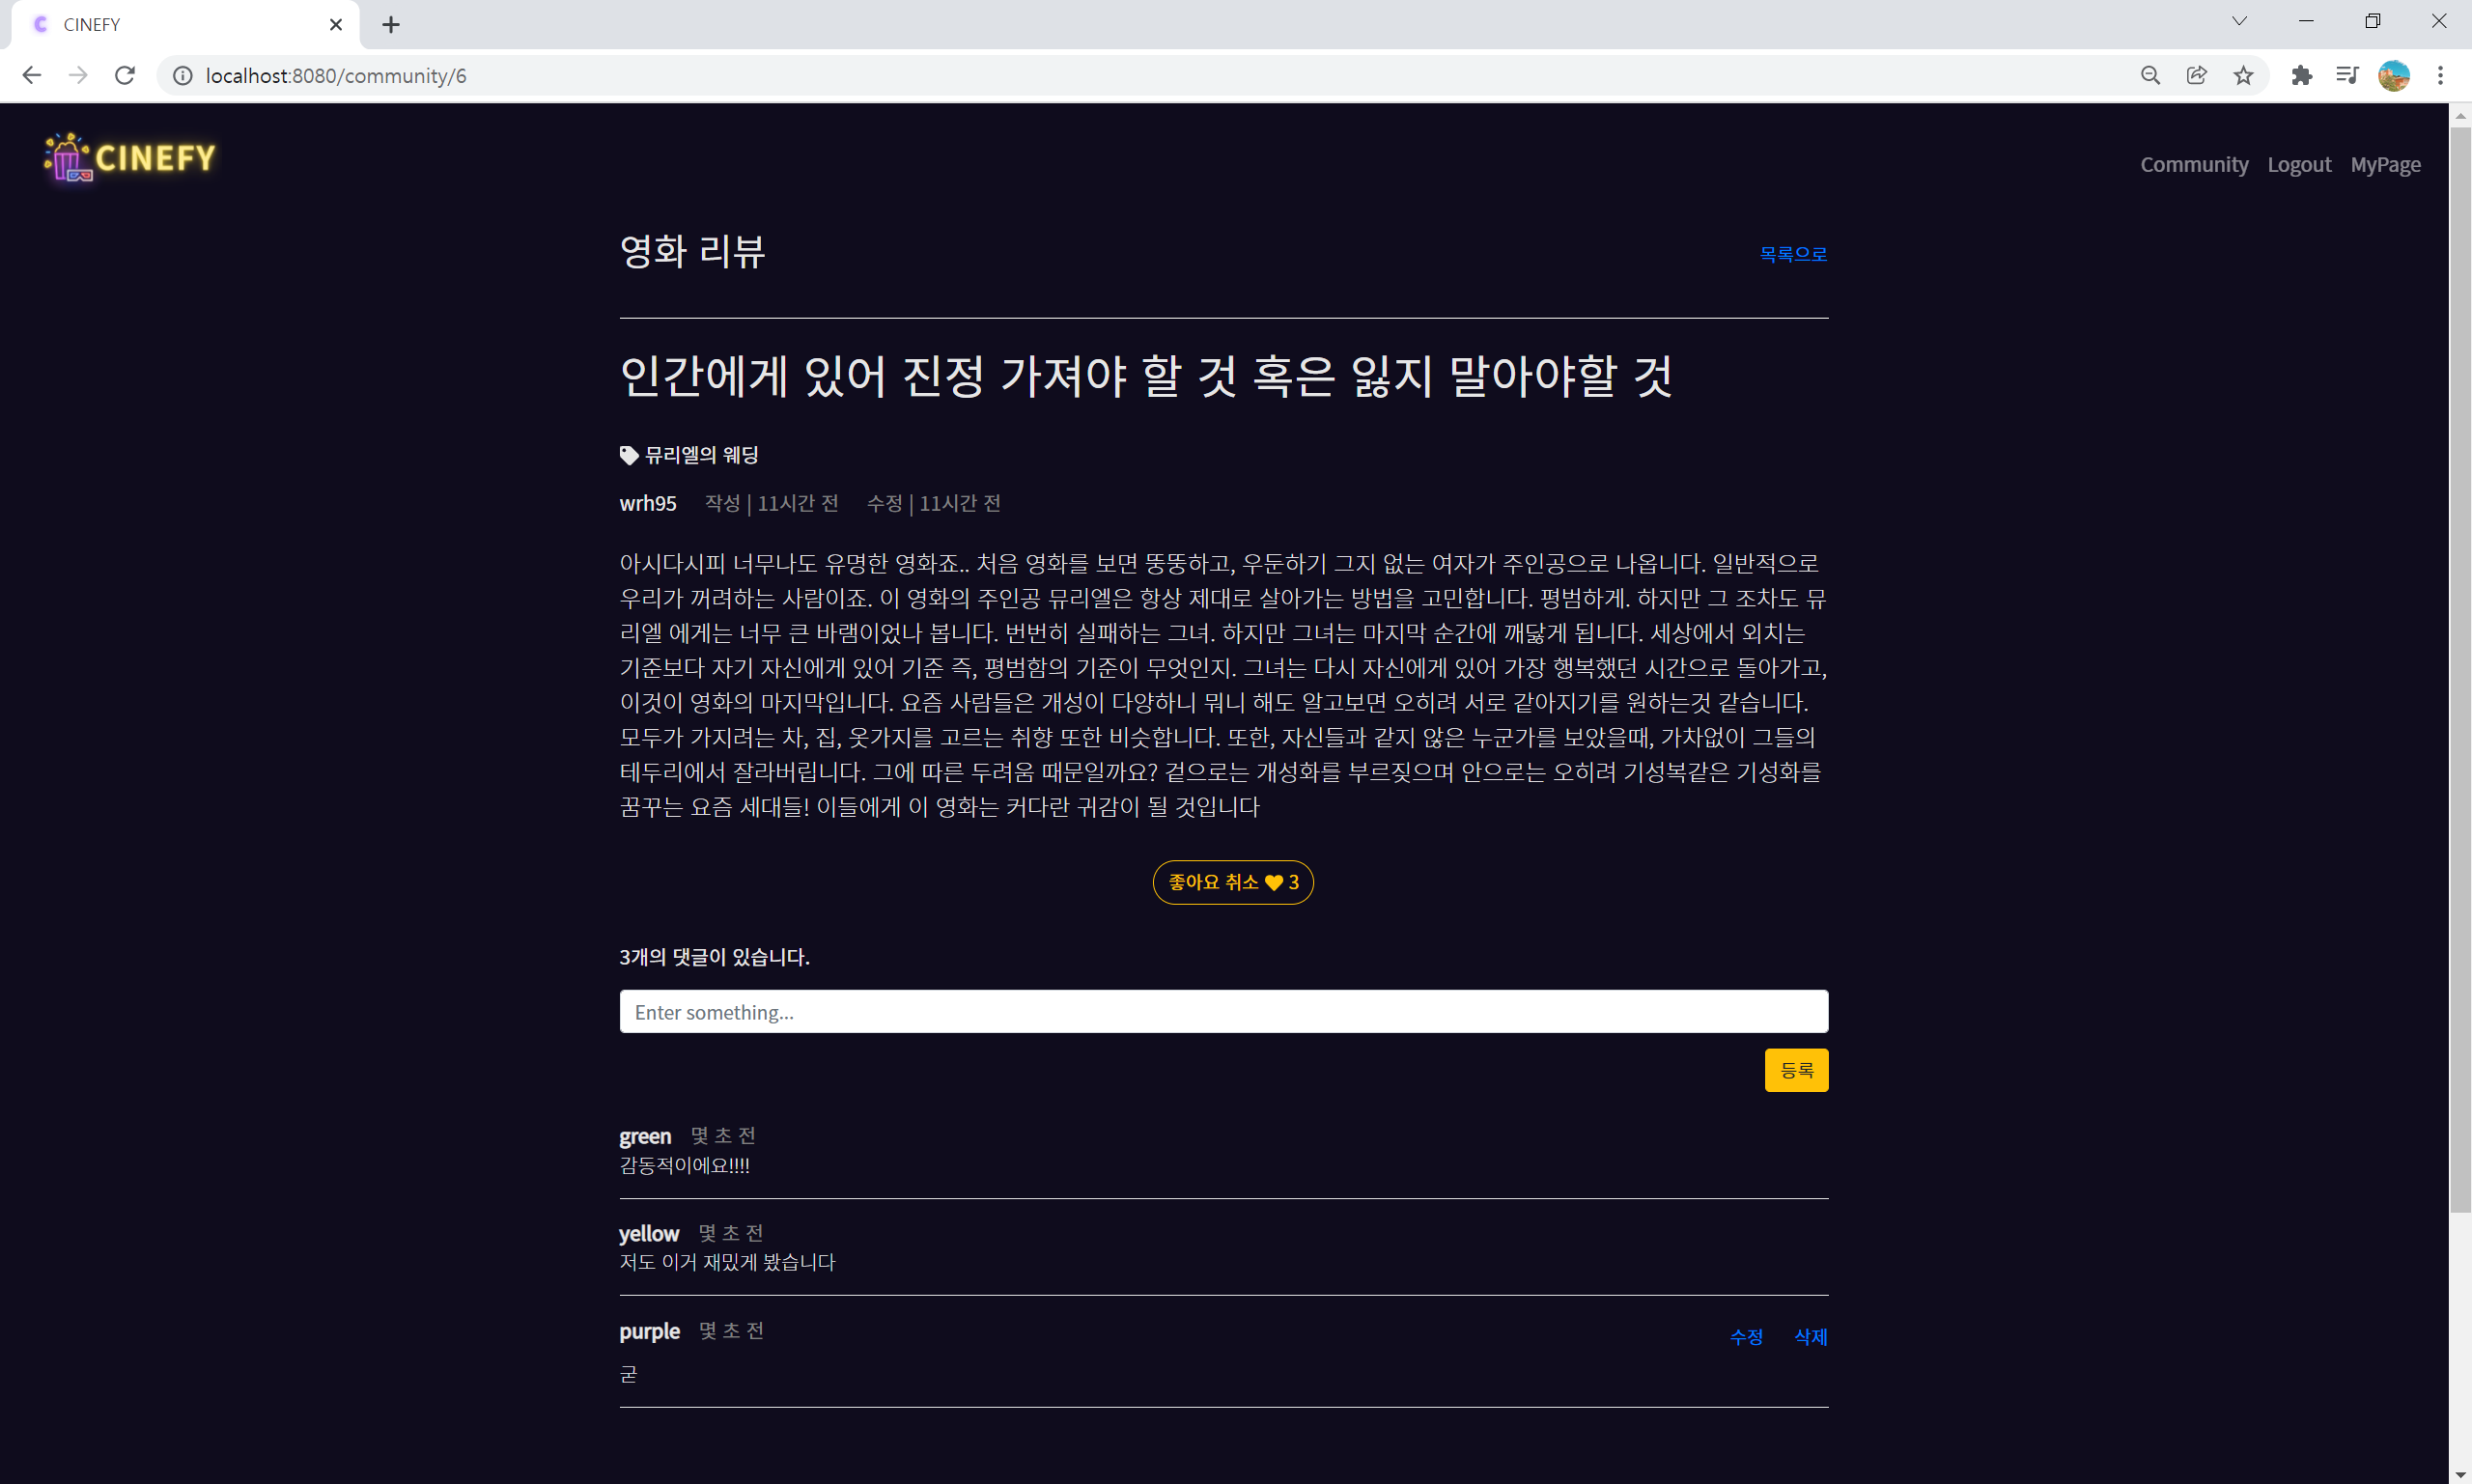 CINEFY
localhost:8080/community/6
CINEFY
Community Logout MyPage
영화 리뷰
목록으로
인간에게 있어 진정 가져야 할 것 혹은 잃지 말아야할 것
뮤리엘의 웨딩
wrh95 작성 | 11시간 전 수정 | 11시간 전
아시다시피 너무나도 유명한 영화죠.. 처음 영화를 보면 뚱뚱하고, 우둔하기 그지 없는 여자가 주인공으로 나옵니다. 일반적으로
우리가 꺼려하는 사람이죠. 이 영화의 주인공 뮤리엘은 항상 제대로 살아가는 방법을 고민합니다. 평범하게. 하지만 그 조차도 뮤
리엘 에게는 너무 큰 바램이었나 봅니다. 번번히 실패하는 그녀. 하지만 그녀는 마지막 순간에 깨닳게 됩니다. 세상에서 외치는
기준보다 자기 자신에게 있어 기준 즉, 평범함의 기준이 무엇인지. 그녀는 다시 자신에게 있어 가장 행복했던 시간으로 돌아가고,
이것이 영화의 마지막입니다. 요즘 사람들은 개성이 다양하니 뭐니 해도 알고보면 오히려 서로 같아지기를 원하는것 같습니다.
모두가 가지려는 차, 집, 옷가지를 고르는 취향 또한 비슷합니다. 또한, 자신들과 같지 않은 누군가를 보았을때, 가차없이 그들의
테두리에서 잘라버립니다. 그에 따른 두려움 때문일까요? 겉으로는 개성화를 부르짖으며 안으로는 오히려 기성복같은 기성화를
꿈꾸는 요즘 세대들! 이들에게 이 영화는 커다란 귀감이 될 것입니다
좋아요 취소 ♥ 3
3개의 댓글이 있습니다.
Enter something...
등록
green 몇 초 전
감동적이에요!!!!
yellow 몇 초 전
저도 이거 재밌게 봤습니다
purple 몇 초 전
수정 삭제
굳